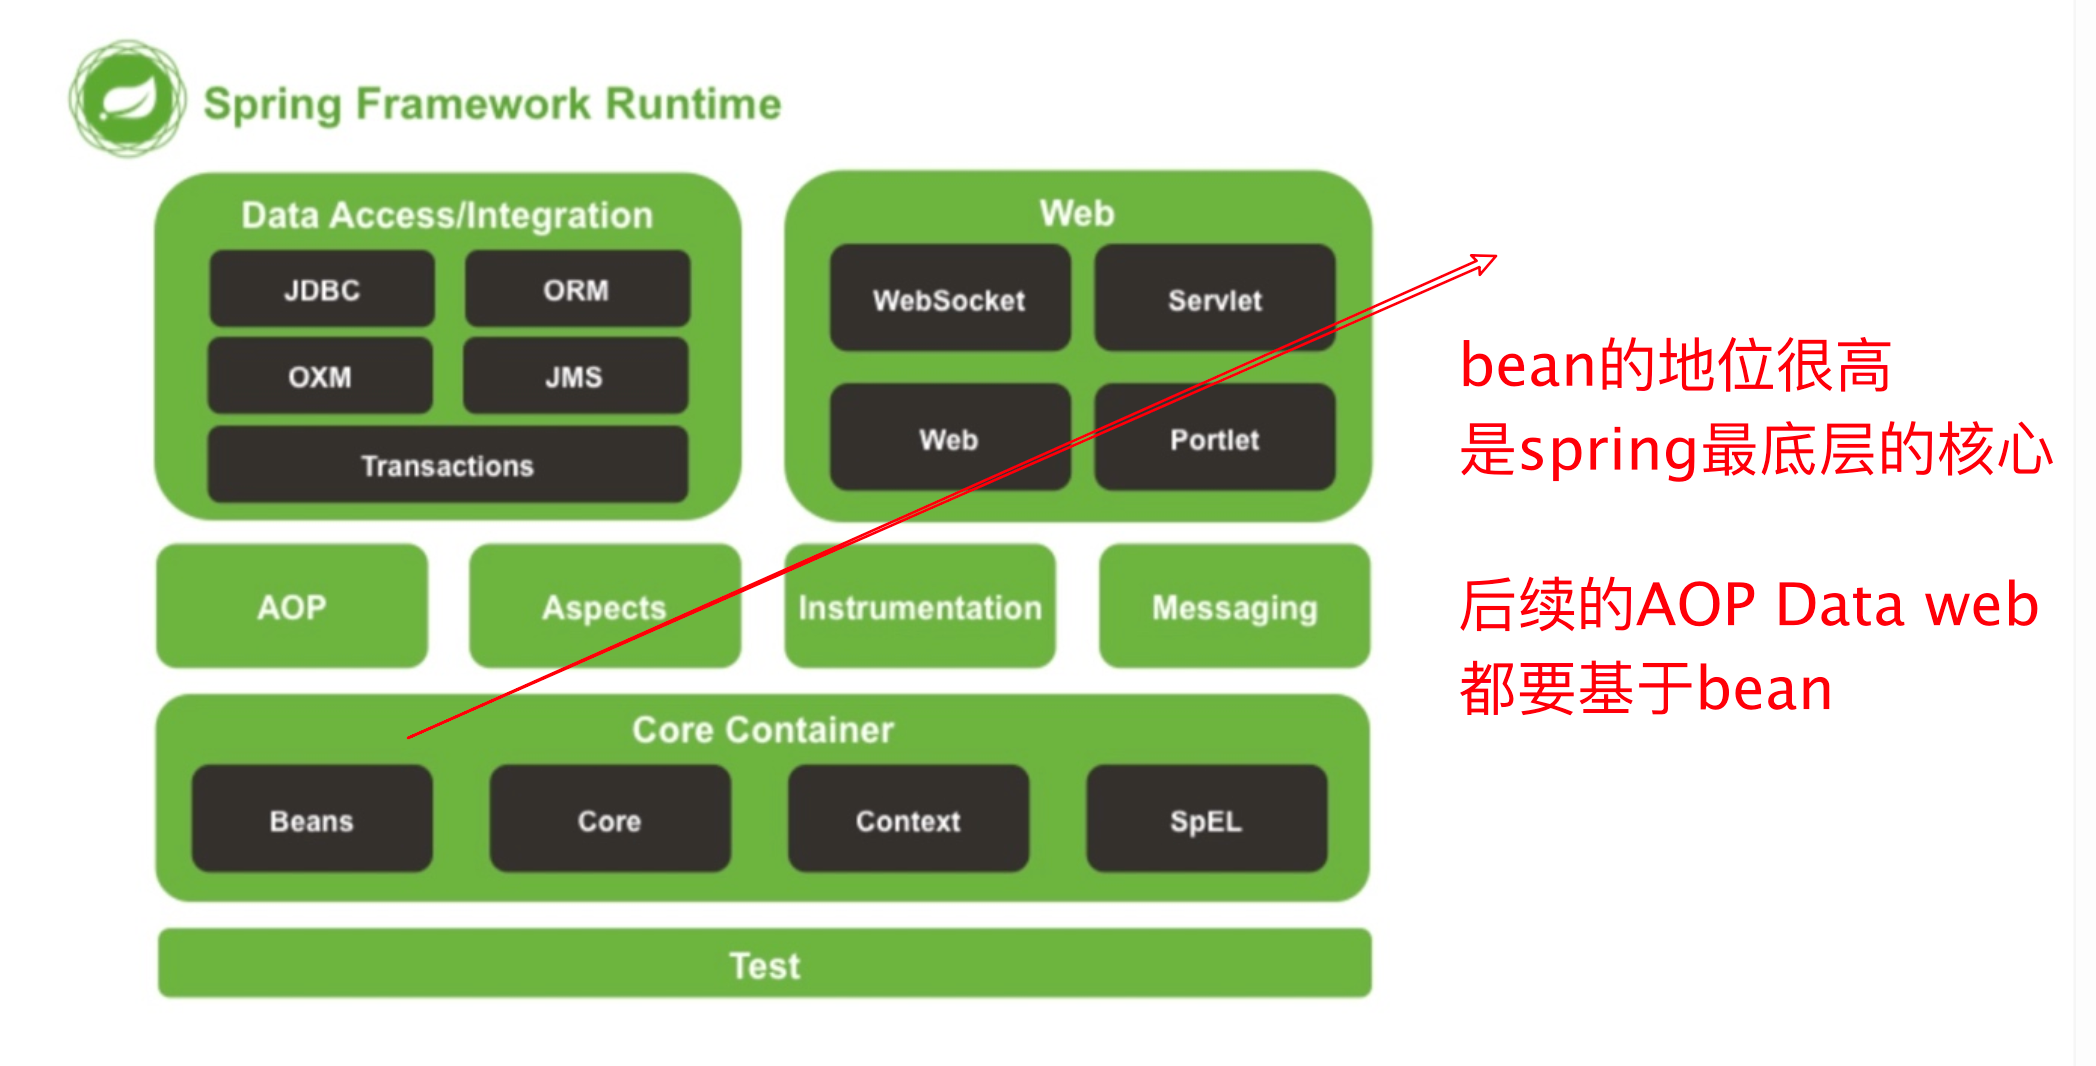 Spring Framework Runtime
Data Access/Integration
JDBC
ORM
OXM
JMS
Transactions
Web
WebSocket
Servlet
Web
Portlet
bean的地位很高
是spring最底层的核心
后续的AOP Data web
都要基于bean
AOP
Aspects
Instrumentation
Messaging
Core Container
Beans
Core
Context
SpEL
Test